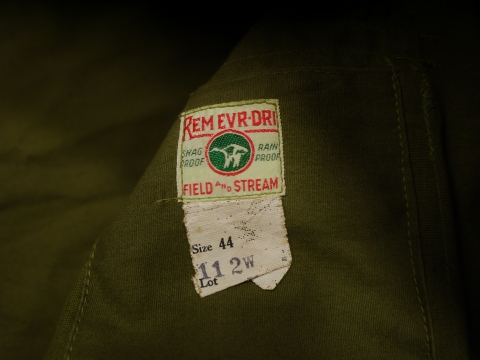 REM EVR-DRI
SNAG RAIN
PROOF PROOF
FIELD AND STREAM
Size 44
11 2W
Lot